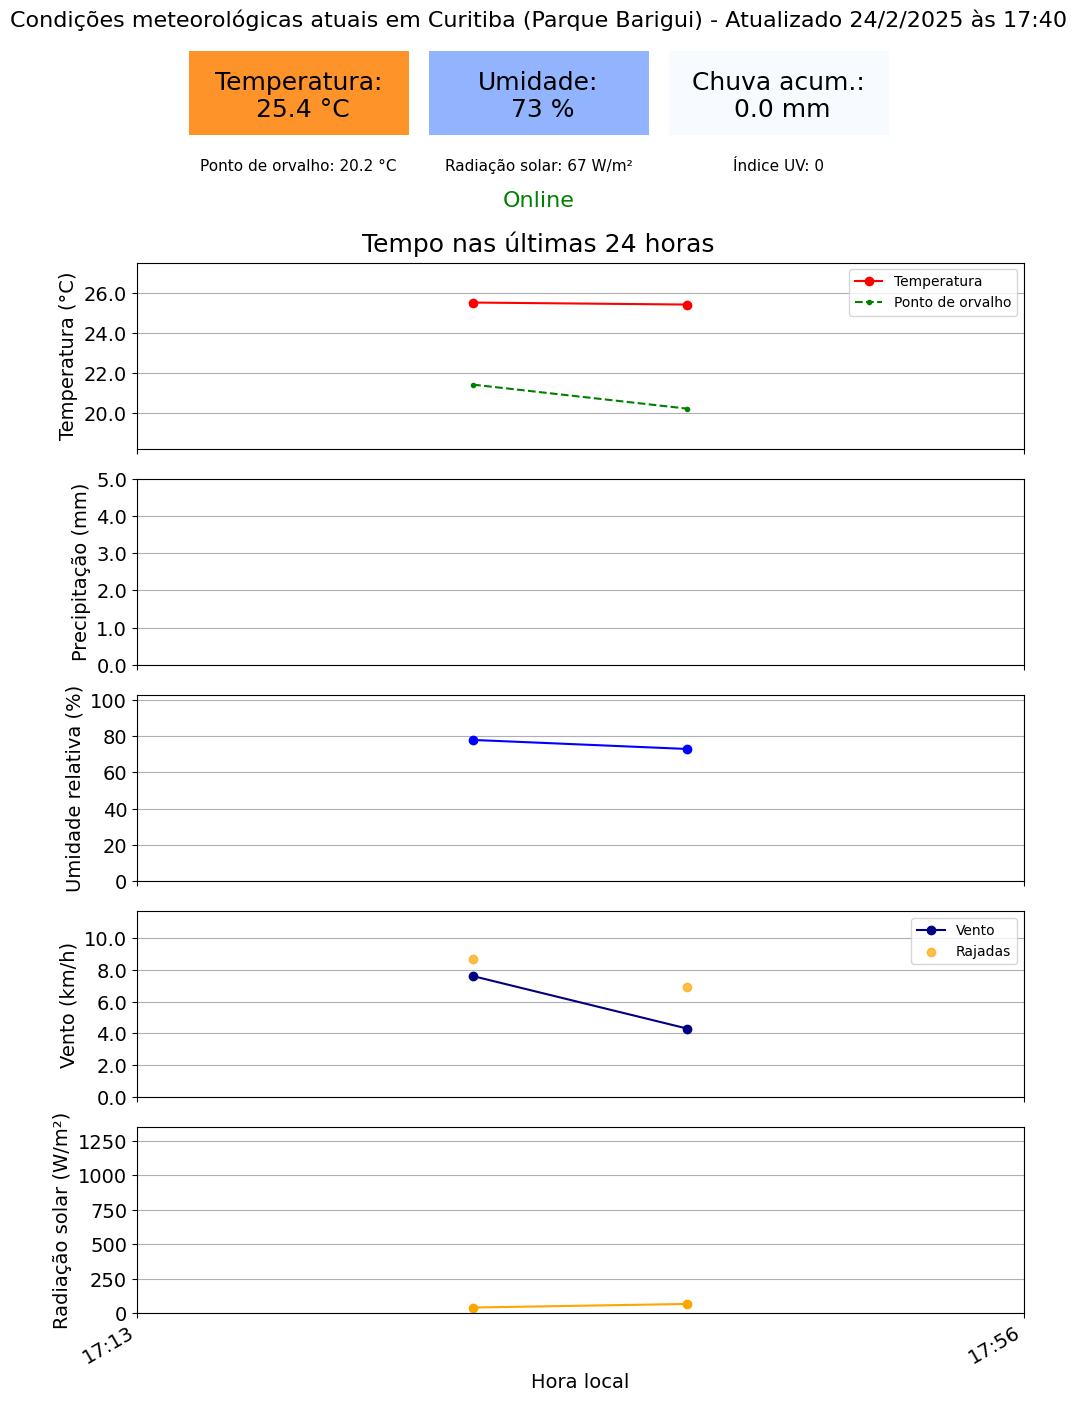 Condições meteorológicas atuais em Curitiba (Parque Barigui) - Atualizado 24/2/2025 às 17:40
Temperatura:
25.4 °C
Umidade:
73 %
Chuva acum.:
0.0 mm
Ponto de orvalho: 20.2 °C
Radiação solar: 67 W/m²
Índice UV: 0
Online
Tempo nas últimas 24 horas
Temperatura (°C)
26.0
24.0
22.0
20.0
Temperatura
Ponto de orvalho
Precipitação (mm)
5.0
4.0
3.0
2.0
1.0
0.0
Umidade relativa (%)
100
80
60
40
20
0
Vento (km/h)
10.0
8.0
6.0
4.0
2.0
0.0
Vento
Rajadas
Radiação solar (W/m²)
1250
1000
750
500
250
0
17:13
17:56
Hora local